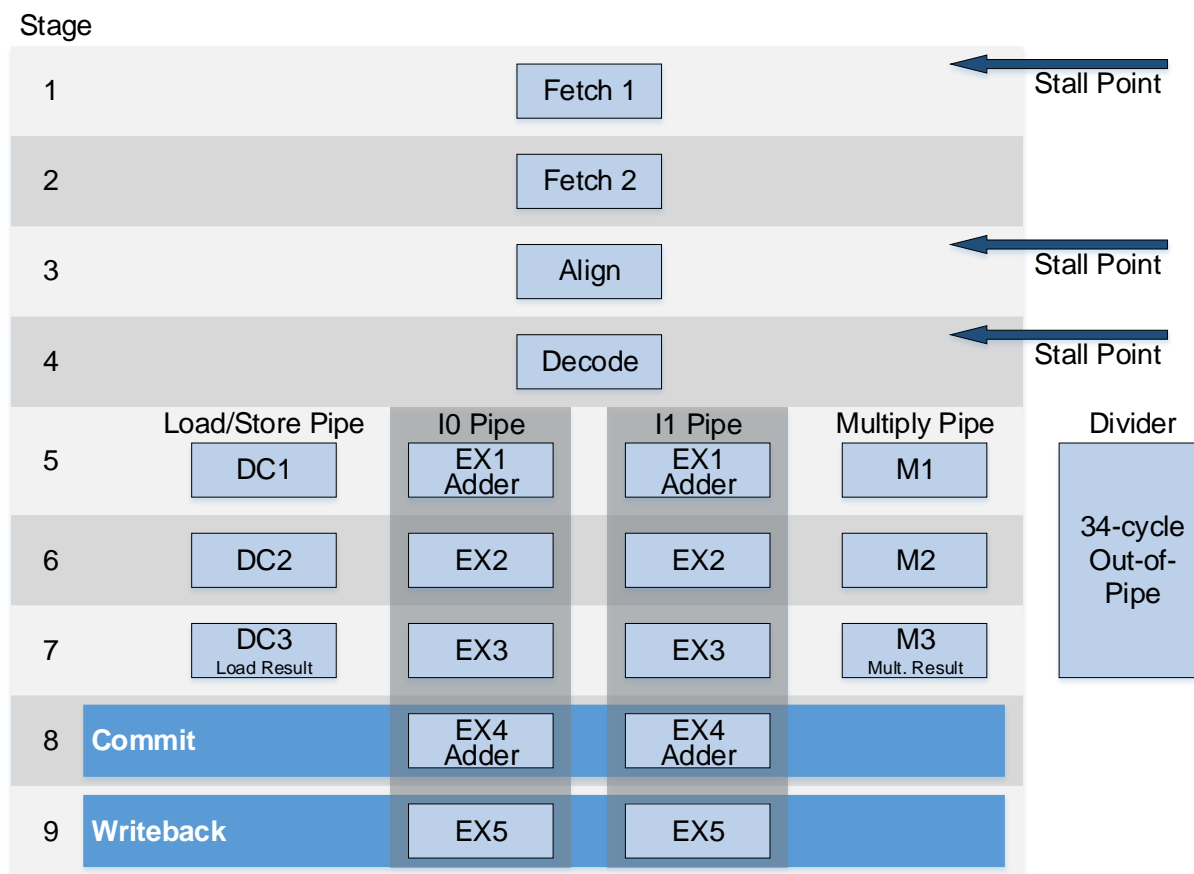 Stage
1
Fetch 1
Stall Point
2
Fetch 2
3
Align
Stall Point
4
Decode
Stall Point
Load/Store Pipe
I0 Pipe
I1 Pipe
Multiply Pipe
Divider
5
DC1
EX1
Adder
EX1
Adder
M1
34-cycle
Out-of-
Pipe
6
DC2
EX2
EX2
M2
7
DC3
Load Result
EX3
EX3
M3
Mult. Result
8
Commit
EX4
Adder
EX4
Adder
9
Writeback
EX5
EX5